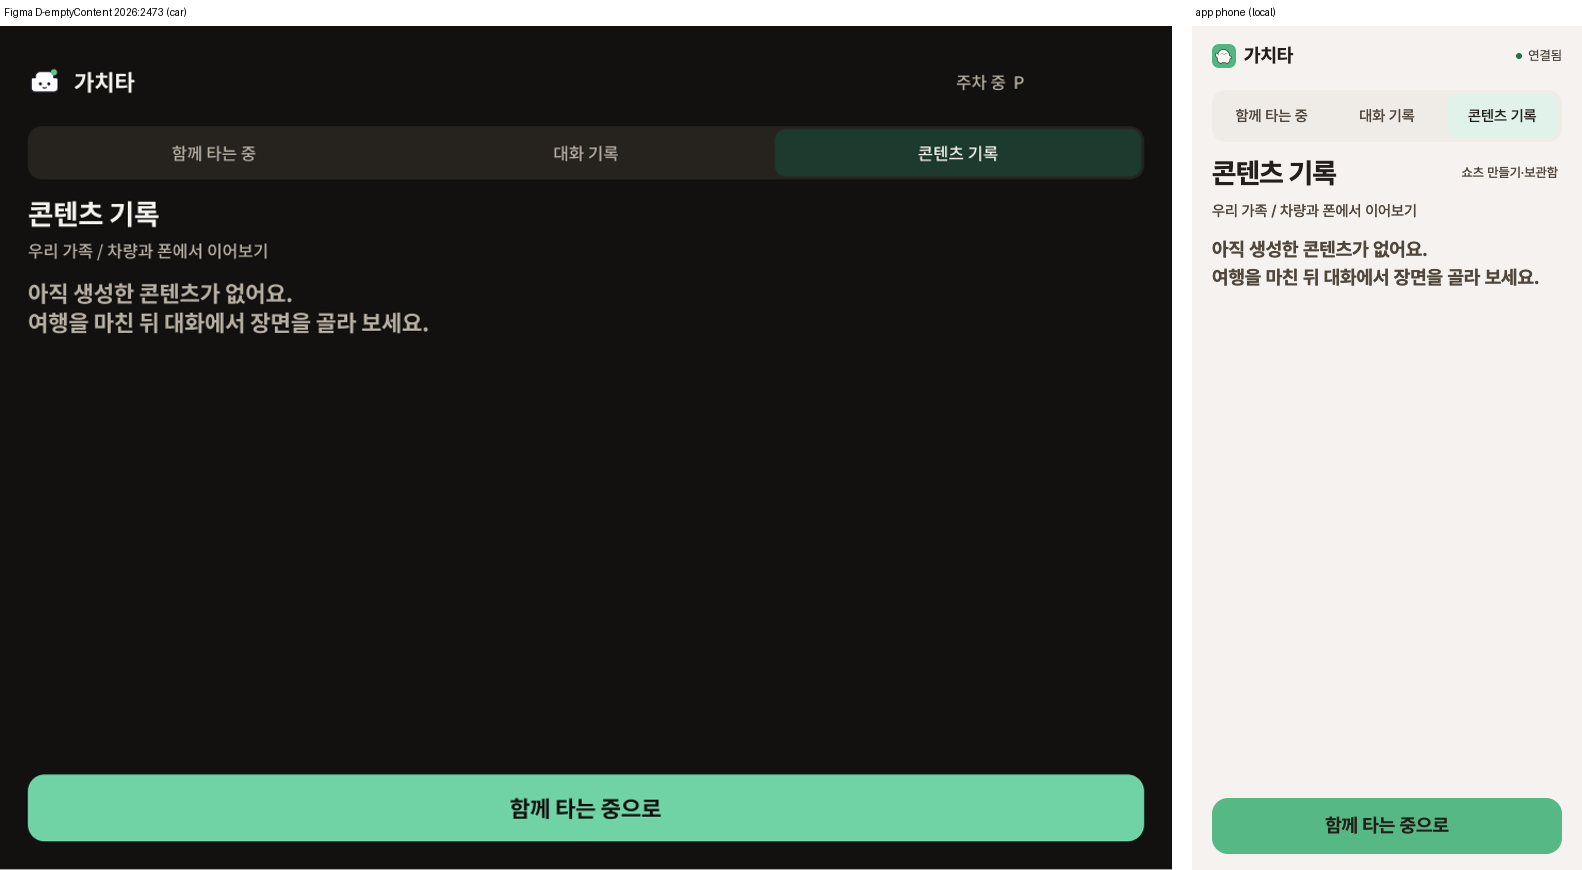 Figma D-emptyContent 2026:2473 (car)
가치타
주차 중 P
함께 타는 중
대화 기록
콘텐츠 기록
콘텐츠 기록
우리 가족 / 차량과 폰에서 이어보기
아직 생성한 콘텐츠가 없어요.
여행을 마친 뒤 대화에서 장면을 골라 보세요.
함께 타는 중으로
app phone (local)
가치타
연결됨
함께 타는 중
대화 기록
콘텐츠 기록
콘텐츠 기록
쇼츠 만들기·보관함
우리 가족 / 차량과 폰에서 이어보기
아직 생성한 콘텐츠가 없어요.
여행을 마친 뒤 대화에서 장면을 골라 보세요.
함께 타는 중으로